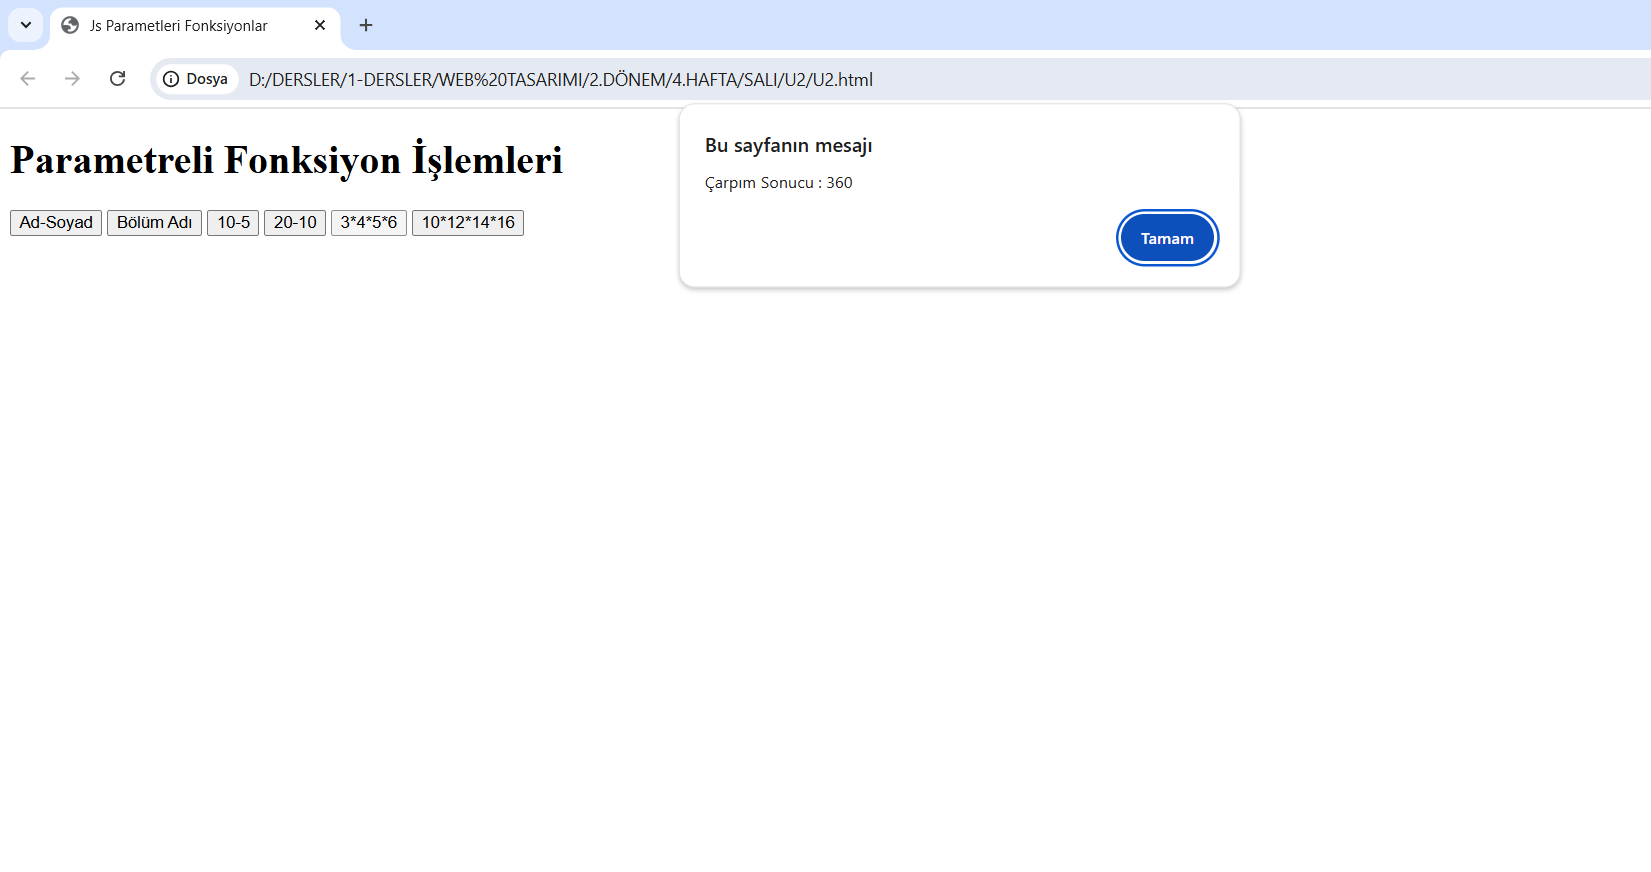 Js Parametleri Fonksiyonlar
Dosya D:/DERSLER/1-DERSLER/WEB%20TASARIMI/2.DÖNEM/4.HAFTA/SALI/U2/U2.html
Parametreli Fonksiyon İşlemleri
Ad-Soyad Bölüm Adı 10-5 20-10 3*4*5*6 10*12*14*16
Bu sayfanın mesajı
Çarpım Sonucu : 360
Tamam